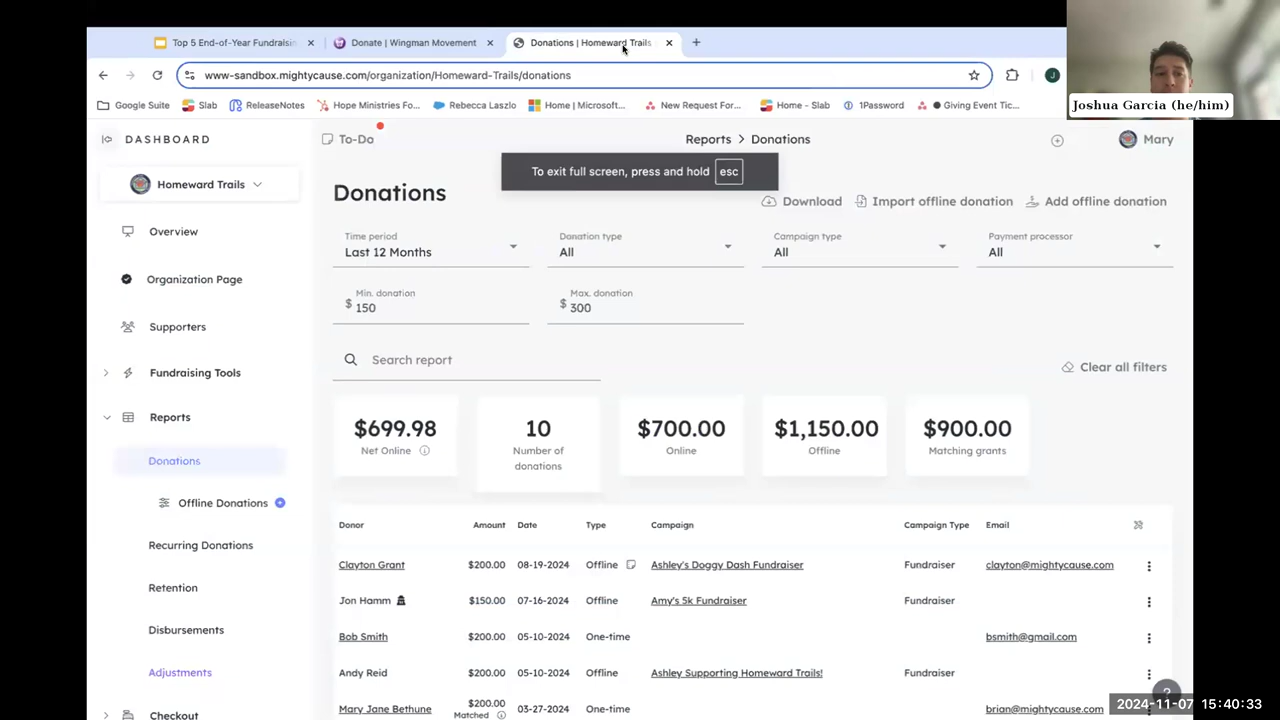 Top 5 End-of-Year Fundraisin
Donate | Wingman Movement
Donations | Homeward Trails
www-sandbox.mightycause.com/organization/Homeward-Trails/donations
J
Google Suite
Slab
ReleaseNotes
Hope Ministries Fo...
Rebecca Laszlo
Home | Microsoft...
New Request For...
Home - Slab
1Password
Giving Event Tic...
Joshua Garcia (he/him)
DASHBOARD
To-Do
Reports > Donations
Mary
To exit full screen, press and hold esc
Homeward Trails
Overview
Organization Page
Supporters
Fundraising Tools
Reports
Donations
Offline Donations
Recurring Donations
Retention
Disbursements
Adjustments
Checkout
Donations
Download
Import offline donation
Add offline donation
Time period
Last 12 Months
Donation type
All
Campaign type
All
Payment processor
All
Min. donation
$ 150
Max. donation
$ 300
Search report
Clear all filters
$699.98
Net Online
10
Number of
donations
$700.00
Online
$1,150.00
Offline
$900.00
Matching grants
Donor Amount Date Type Campaign Campaign Type Email
Clayton Grant $200.00 08-19-2024 Offline Ashley's Doggy Dash Fundraiser Fundraiser clayton@mightycause.com
Jon Hamm $150.00 07-16-2024 Offline Amy's 5k Fundraiser Fundraiser
Bob Smith $200.00 05-10-2024 One-time bsmith@gmail.com
Andy Reid $200.00 05-10-2024 Offline Ashley Supporting Homeward Trails! Fundraiser
Mary Jane Bethune $200.00 03-27-2024 One-time brian@mightycause.com
Matched
?
2024-11-07 15:40:33